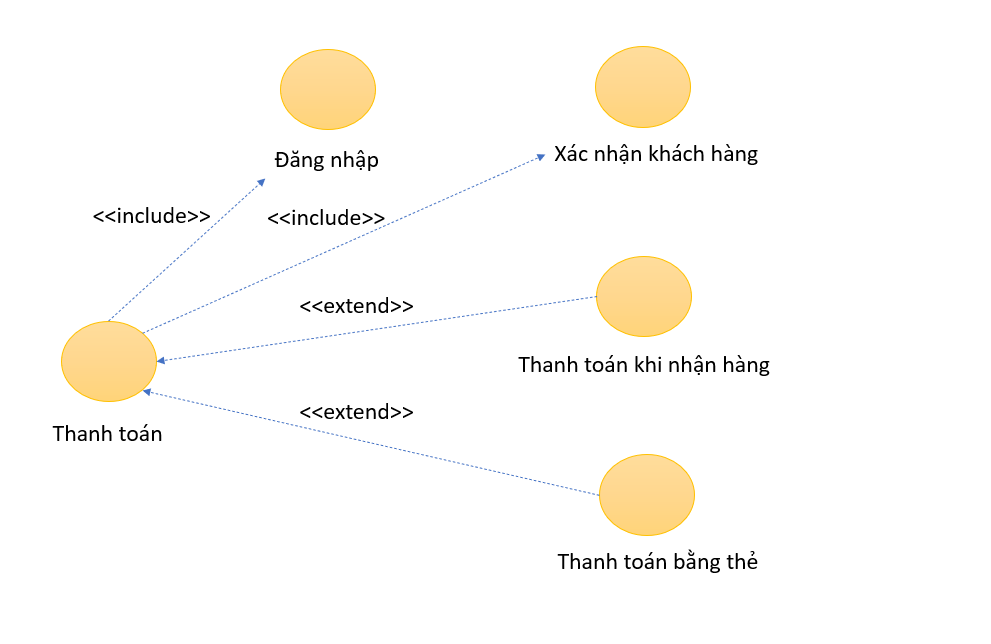 Đăng nhập
Xác nhận khách hàng
<<include>>
<<include>>
<<extend>>
Thanh toán khi nhận hàng
<<extend>>
Thanh toán
Thanh toán bằng thẻ